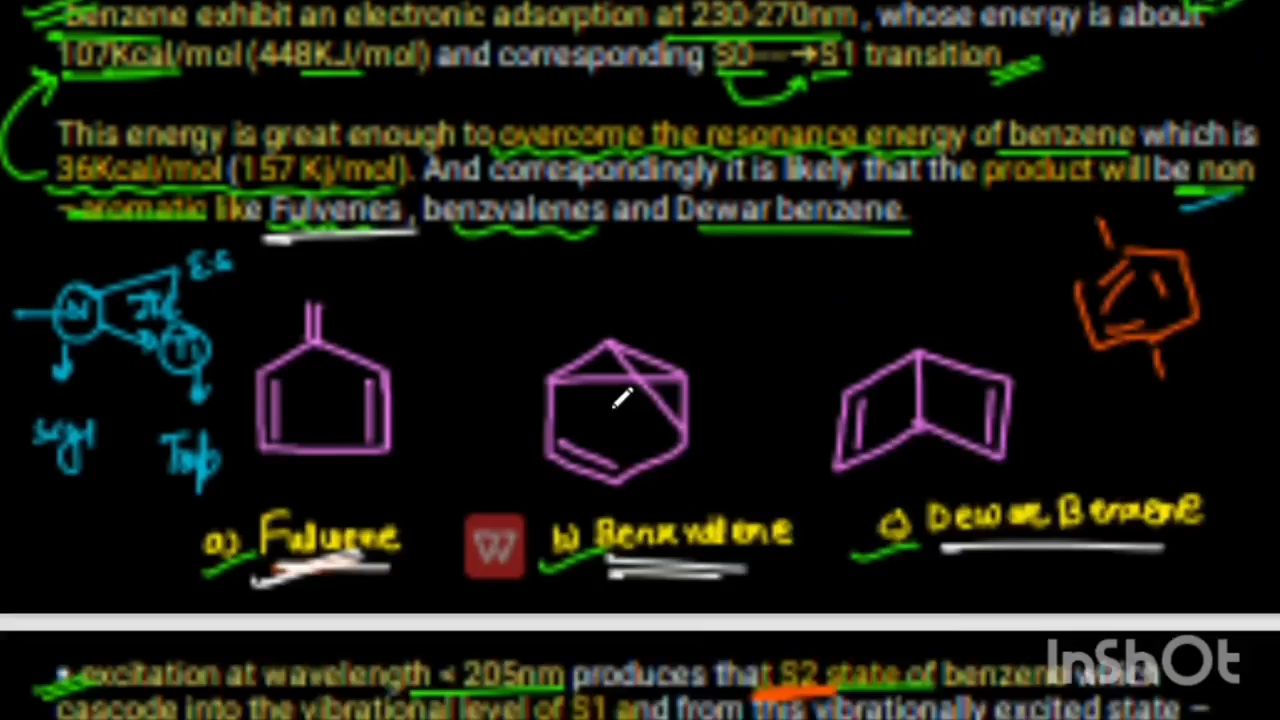 benzene exhibit an electronic adsorption at 230-270nm , whose energy is about
107Kcal/mol (448KJ/mol) and corresponding S0----→S1 transition
This energy is great enough to overcome the resonance energy of benzene which is
36Kcal/mol (157 Kj/mol). And correspondingly it is likely that the product will be non
–aromatic like Fulvenes , benzvalenes and Dewar benzene.
E.S
N
a) Fulvene
b) Benzvalene
c) Dewar Benzene
W
• excitation at wavelength < 205nm produces that S2 state of benzene which
cascode into the vibrational level of S1 and from this vibrationally excited state –
InShOt